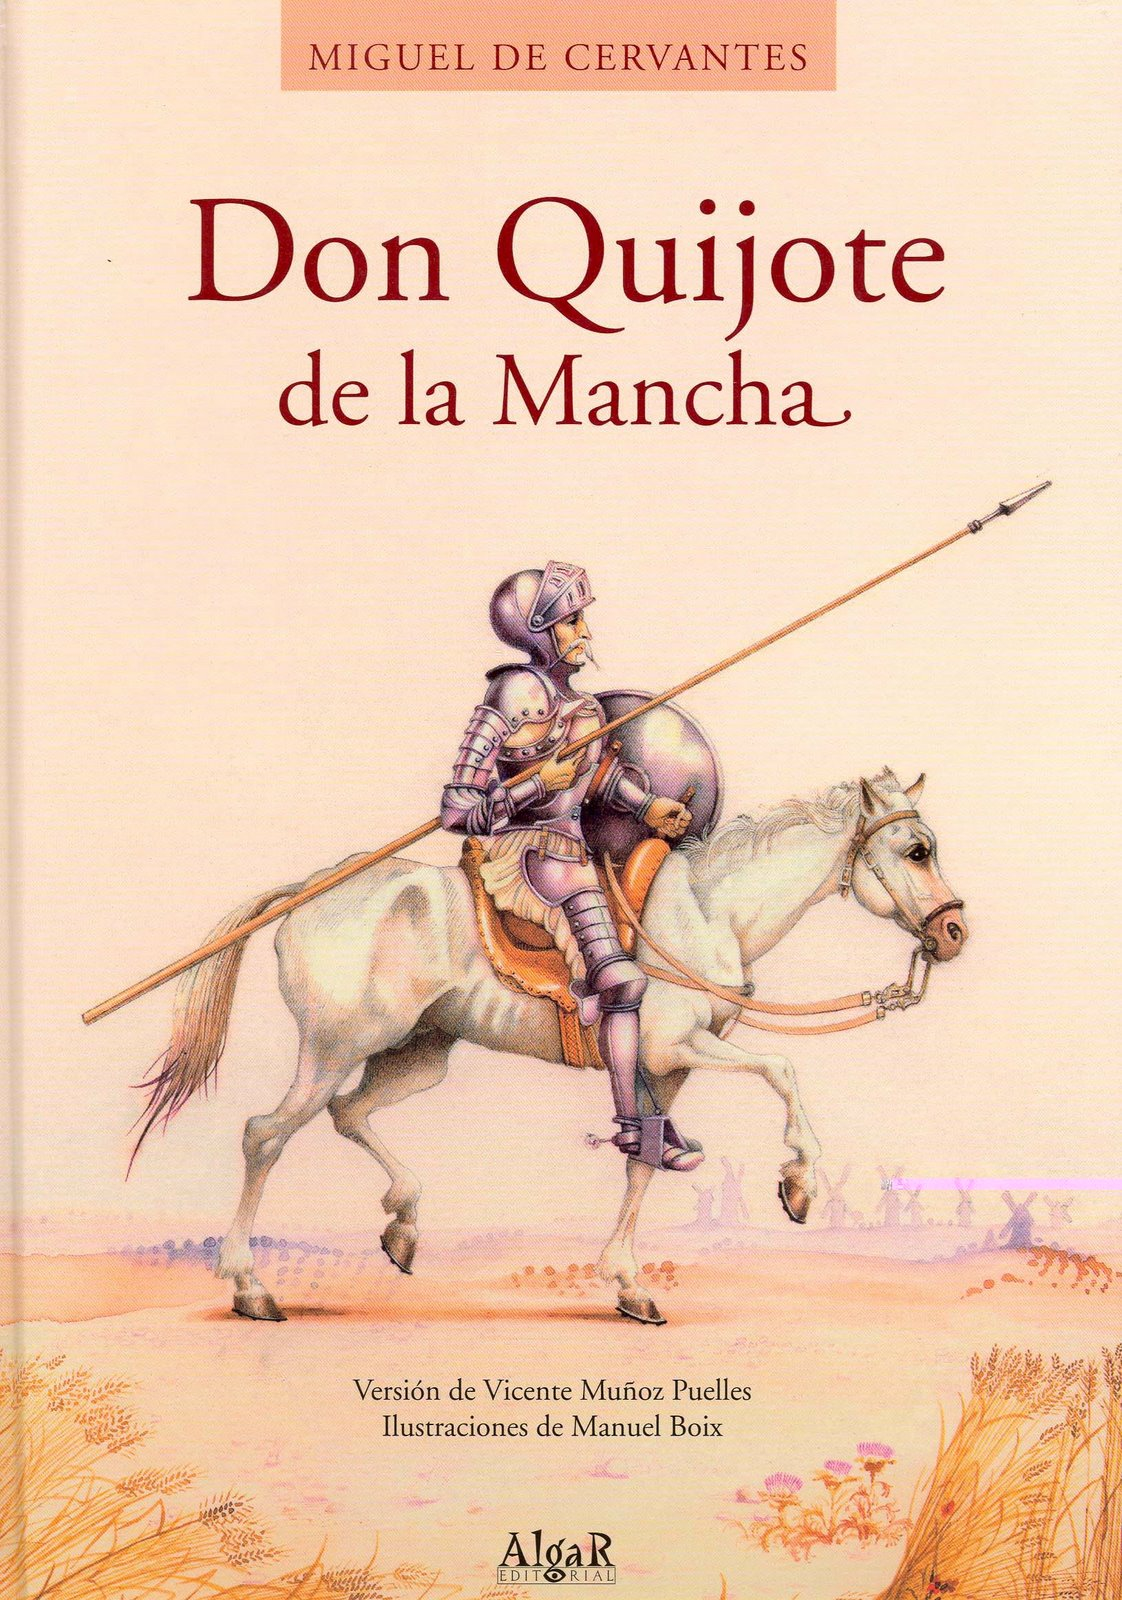 MIGUEL DE CERVANTES
Don Quijote
de la Mancha
Versión de Vicente Muñoz Puelles
Ilustraciones de Manuel Boix
AlgaR
EDITORIAL